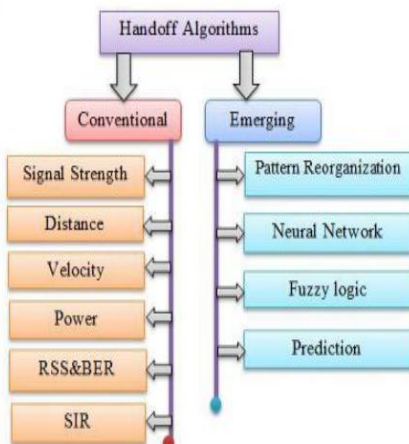 Handoff Algorithms
Conventional
Emerging
Signal Strength
Distance
Velocity
Power
RSS&BER
SIR
Pattern Reorganization
Neural Network
Fuzzy logic
Prediction